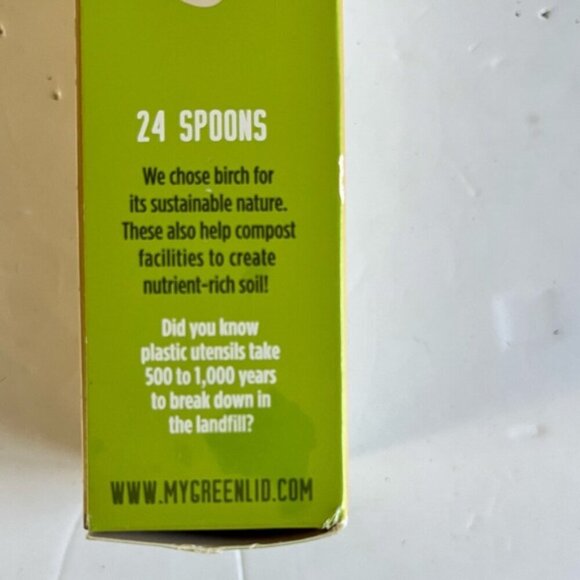 24 SPOONS
We chose birch for
its sustainable nature.
These also help compost
facilities to create
nutrient-rich soil!
Did you know
plastic utensils take
500 to 1,000 years
to break down in
the landfill?
WWW.MYGREENLID.COM